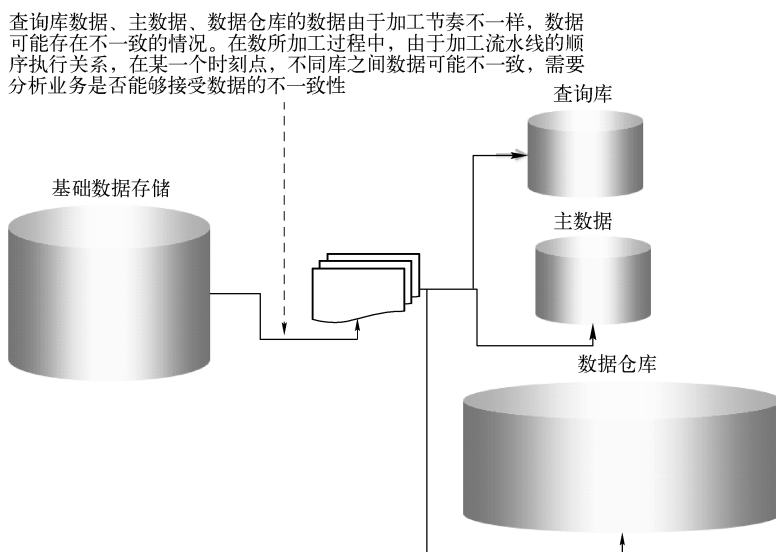 查询库数据、主数据、数据仓库的数据由于加工节奏不一样，数据
可能存在不一致的情况。在数所加工过程中，由于加工流水线的顺
序执行关系，在某一个时刻点，不同库之间数据可能不一致，需要
分析业务是否能够接受数据的不一致性
查询库
基础数据存储
主数据
数据仓库